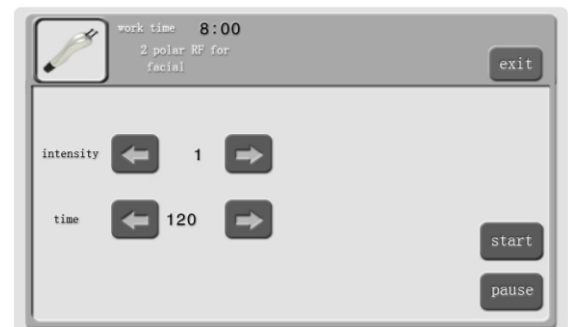 work time 8:00
2 polar RF for
facial
exit
intensity 1
time 120
start
pause